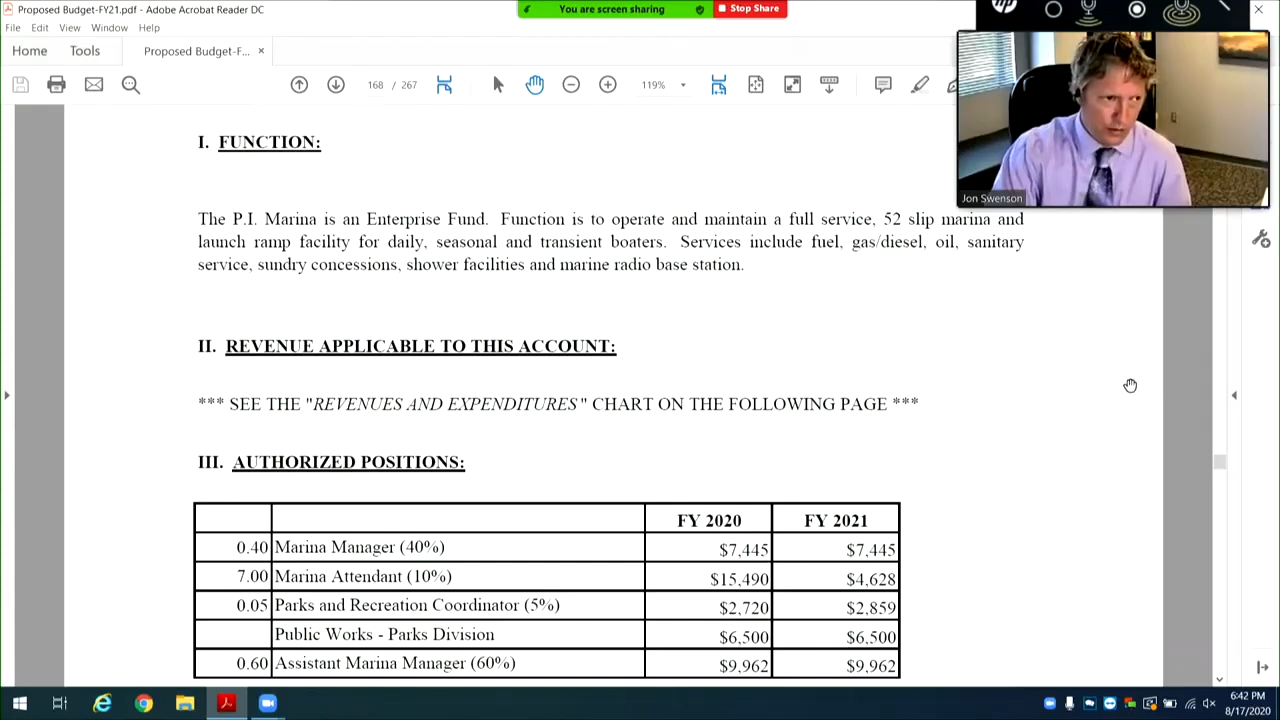 Proposed Budget-FY21.pdf - Adobe Acrobat Reader DC
You are screen sharing
Stop Share
File Edit View Window Help
Home Tools Proposed Budget-F... ×
168 / 267
119%
Jon Swenson
I. FUNCTION:
The P.I. Marina is an Enterprise Fund. Function is to operate and maintain a full service, 52 slip marina and
launch ramp facility for daily, seasonal and transient boaters. Services include fuel, gas/diesel, oil, sanitary
service, sundry concessions, shower facilities and marine radio base station.
II. REVENUE APPLICABLE TO THIS ACCOUNT:
*** SEE THE "REVENUES AND EXPENDITURES" CHART ON THE FOLLOWING PAGE ***
III. AUTHORIZED POSITIONS:
FY 2020 FY 2021
0.40 Marina Manager (40%) $7,445 $7,445
7.00 Marina Attendant (10%) $15,490 $4,628
0.05 Parks and Recreation Coordinator (5%) $2,720 $2,859
Public Works - Parks Division $6,500 $6,500
0.60 Assistant Marina Manager (60%) $9,962 $9,962
6:42 PM
8/17/2020